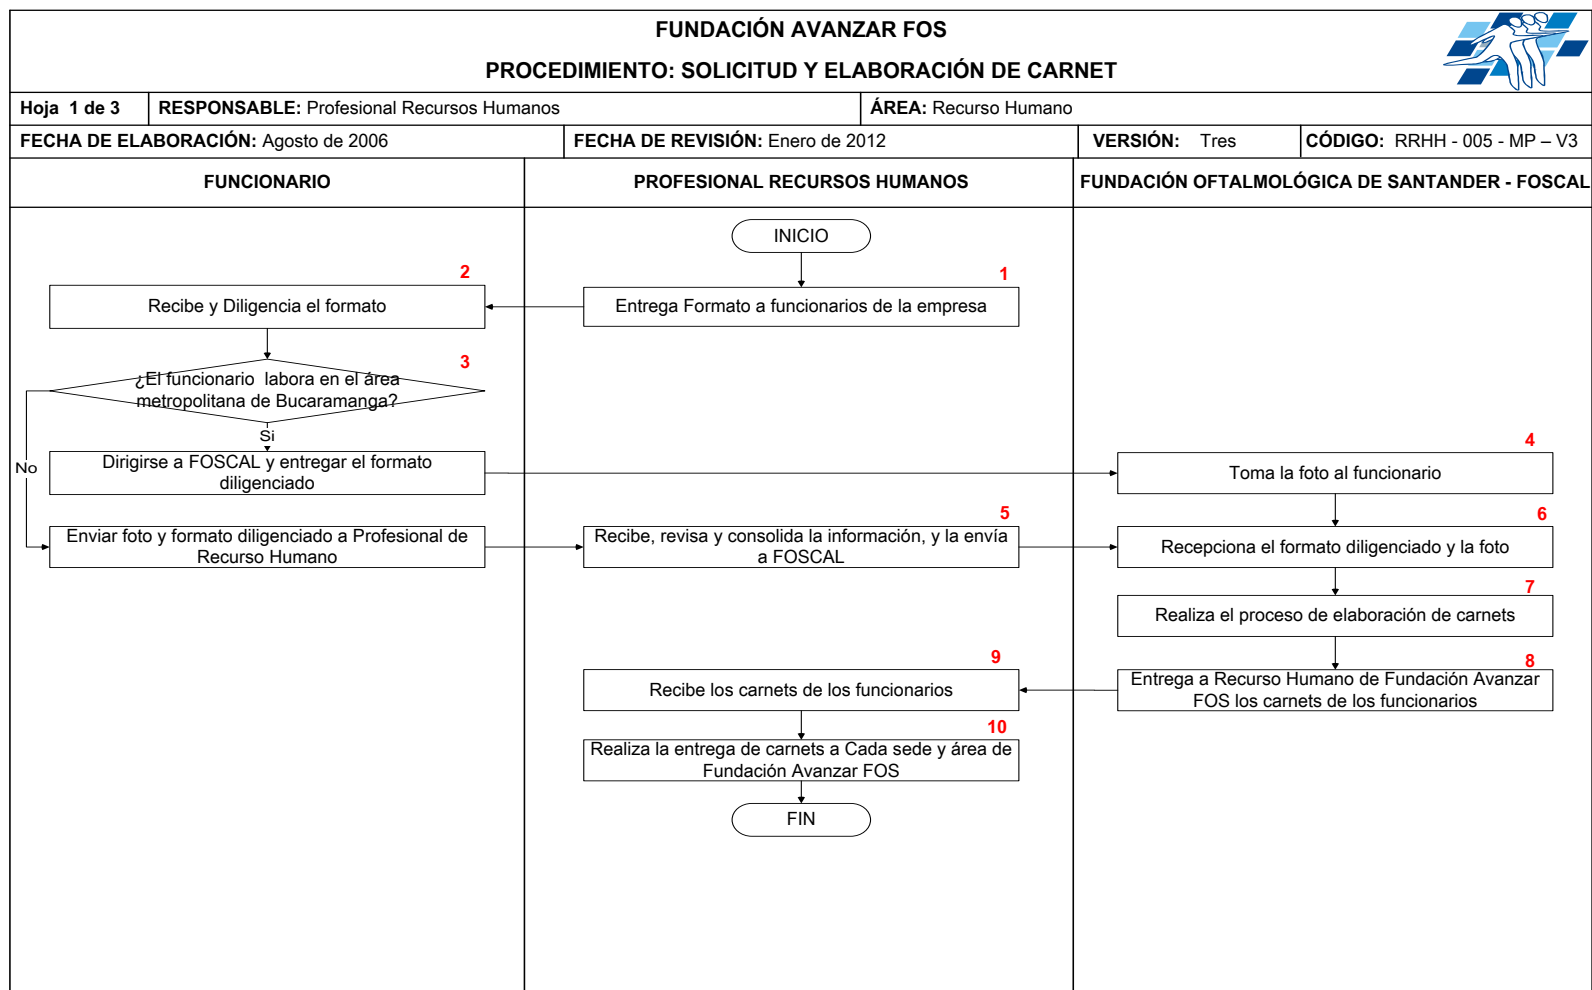 FUNDACIÓN AVANZAR FOS
PROCEDIMIENTO: SOLICITUD Y ELABORACIÓN DE CARNET
Hoja 1 de 3
RESPONSABLE: Profesional Recursos Humanos
ÁREA: Recurso Humano
FECHA DE ELABORACIÓN: Agosto de 2006
FECHA DE REVISIÓN: Enero de 2012
VERSIÓN: Tres
CÓDIGO: RRHH - 005 - MP – V3
FUNCIONARIO
PROFESIONAL RECURSOS HUMANOS
FUNDACIÓN OFTALMOLÓGICA DE SANTANDER - FOSCAL
INICIO
1
Entrega Formato a funcionarios de la empresa
2
Recibe y Diligencia el formato
3
¿El funcionario labora en el área
metropolitana de Bucaramanga?
Si
No
Dirigirse a FOSCAL y entregar el formato
diligenciado
4
Toma la foto al funcionario
Enviar foto y formato diligenciado a Profesional de
Recurso Humano
5
Recibe, revisa y consolida la información, y la envía
a FOSCAL
6
Recepciona el formato diligenciado y la foto
7
Realiza el proceso de elaboración de carnets
8
Entrega a Recurso Humano de Fundación Avanzar
FOS los carnets de los funcionarios
9
Recibe los carnets de los funcionarios
10
Realiza la entrega de carnets a Cada sede y área de
Fundación Avanzar FOS
FIN